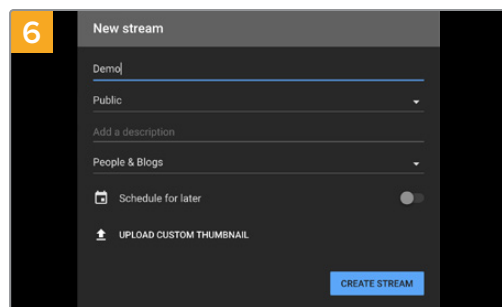 6
New stream
Demo
Public
Add a description
People & Blogs
Schedule for later
UPLOAD CUSTOM THUMBNAIL
CREATE STREAM